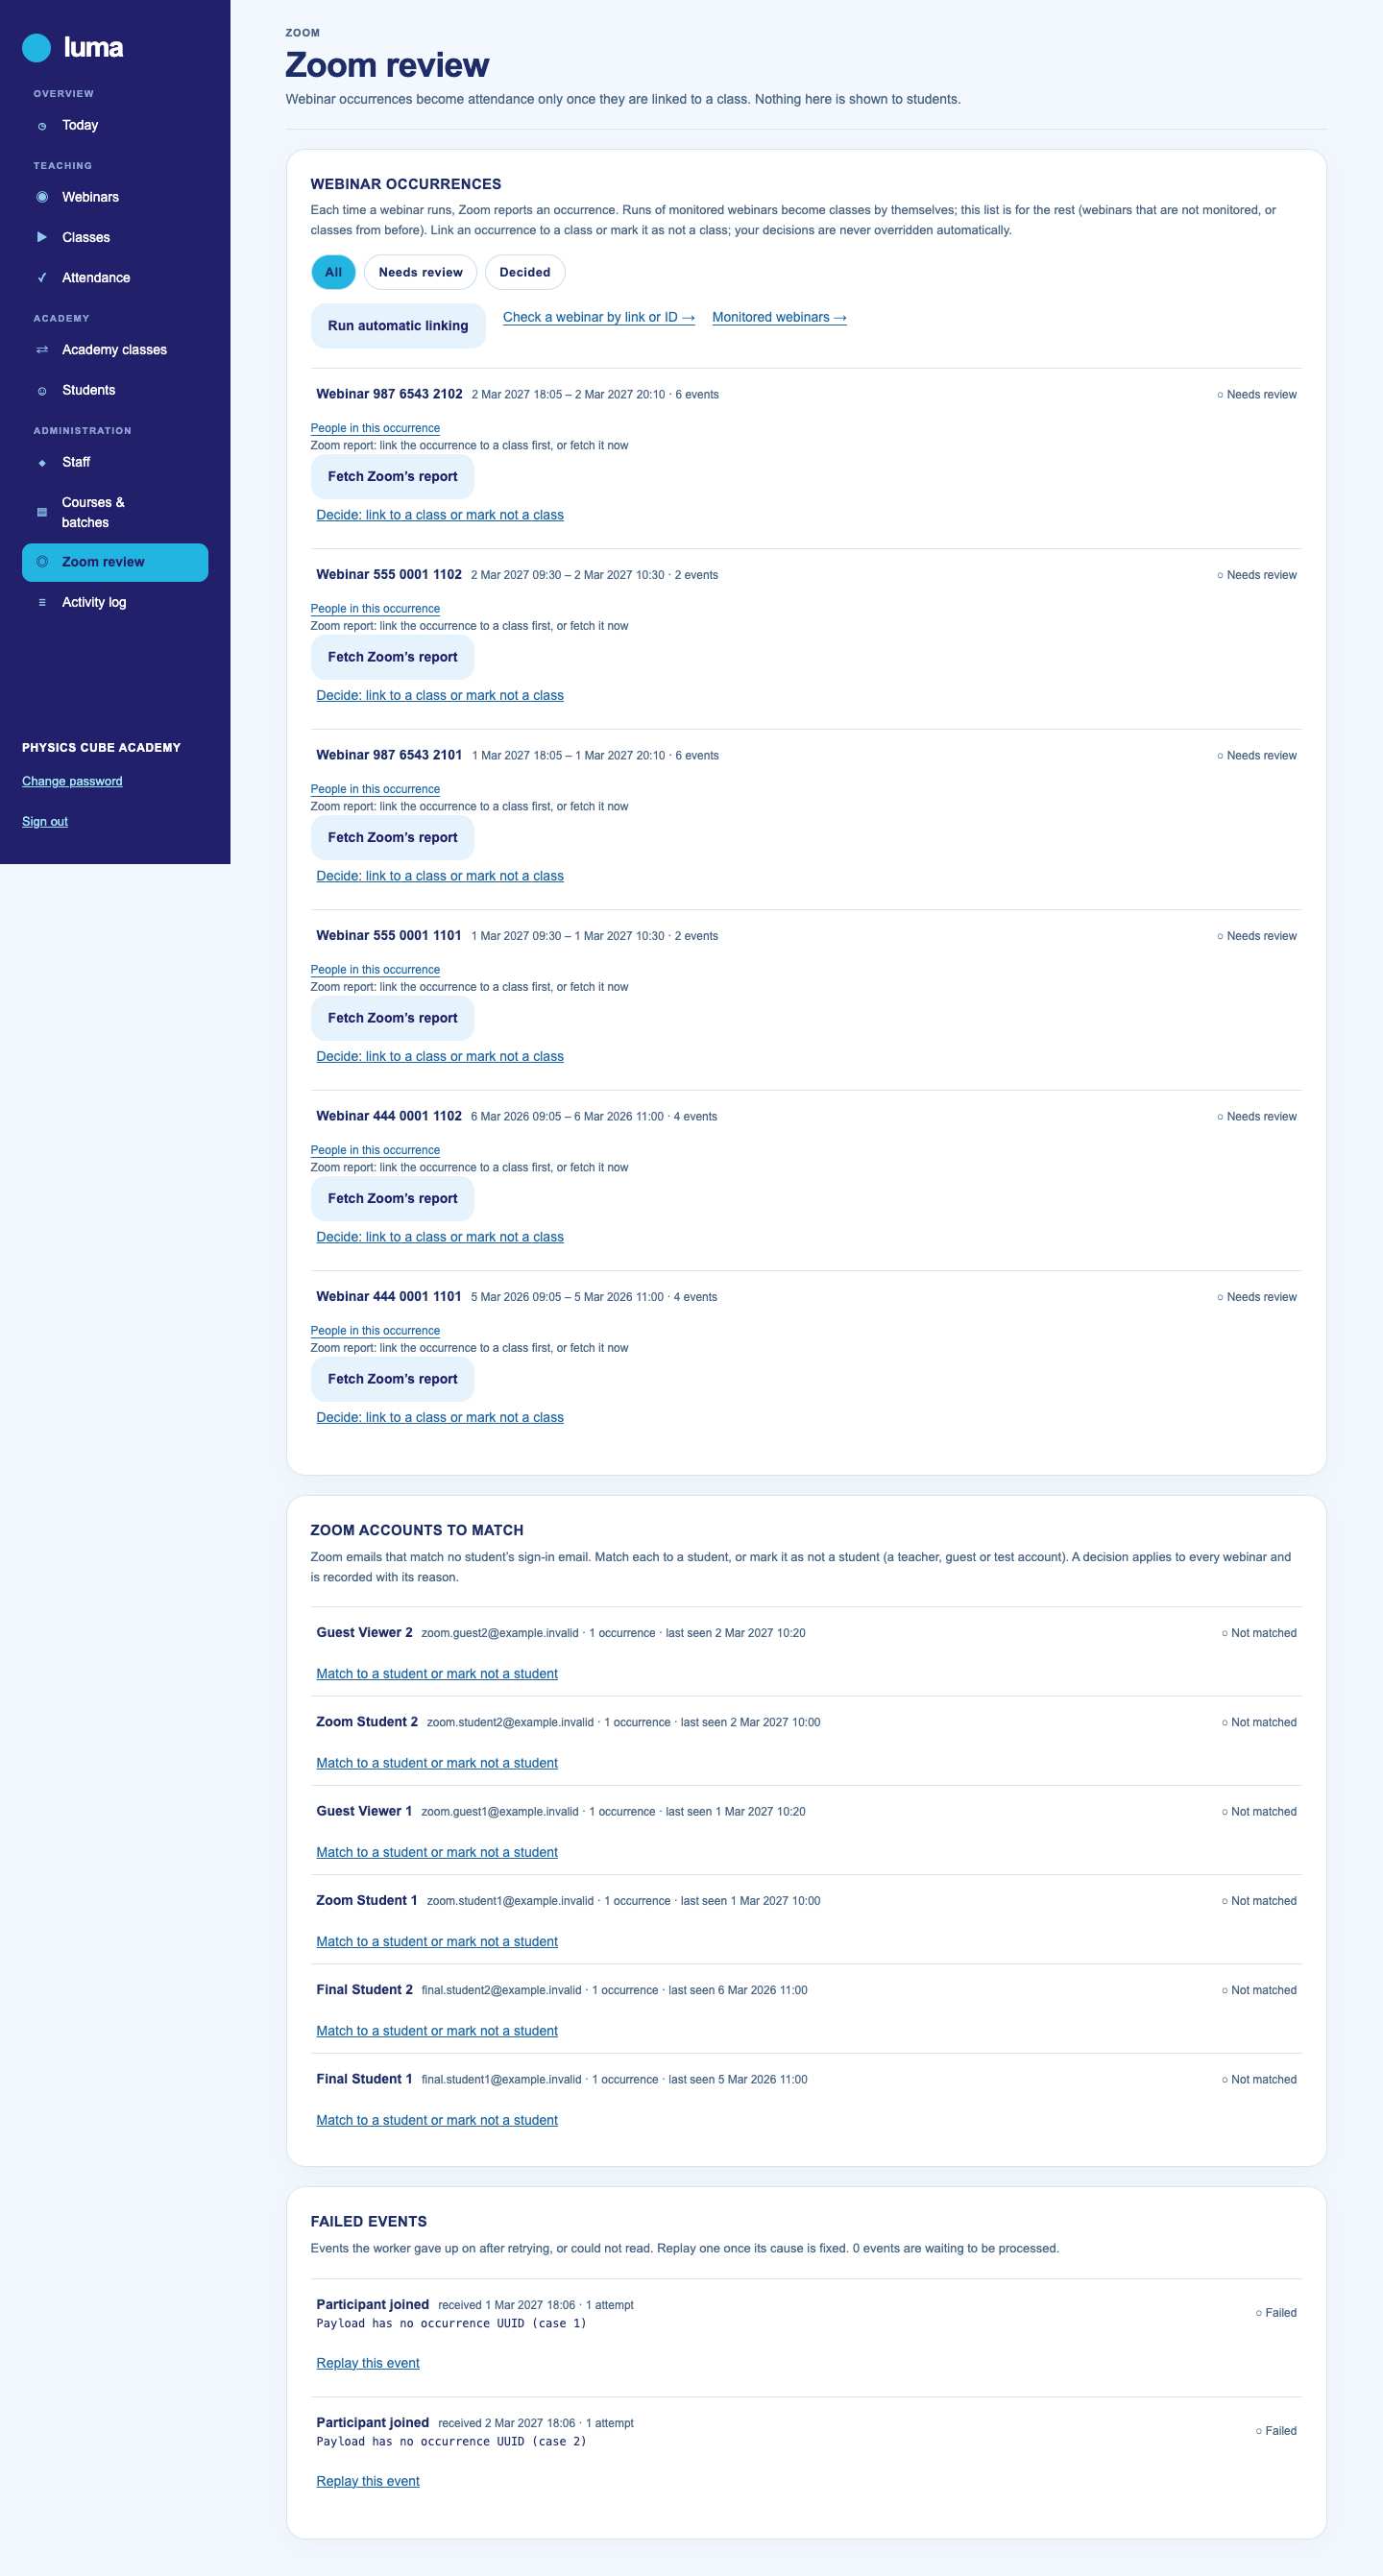 luma
OVERVIEW
Today
TEACHING
Webinars
Classes
Attendance
ACADEMY
Academy classes
Students
ADMINISTRATION
Staff
Courses &
batches
Zoom review
Activity log
PHYSICS CUBE ACADEMY
Change password
Sign out
ZOOM
Zoom review
Webinar occurrences become attendance only once they are linked to a class. Nothing here is shown to students.
WEBINAR OCCURRENCES
Each time a webinar runs, Zoom reports an occurrence. Runs of monitored webinars become classes by themselves; this list is for the rest (webinars that are not monitored, or
classes from before). Link an occurrence to a class or mark it as not a class; your decisions are never overridden automatically.
All Needs review Decided
Run automatic linking Check a webinar by link or ID → Monitored webinars →
Webinar 987 6543 2102 2 Mar 2027 18:05 – 2 Mar 2027 20:10 · 6 events ○ Needs review
People in this occurrence
Zoom report: link the occurrence to a class first, or fetch it now
Fetch Zoom’s report
Decide: link to a class or mark not a class
Webinar 555 0001 1102 2 Mar 2027 09:30 – 2 Mar 2027 10:30 · 2 events ○ Needs review
People in this occurrence
Zoom report: link the occurrence to a class first, or fetch it now
Fetch Zoom’s report
Decide: link to a class or mark not a class
Webinar 987 6543 2101 1 Mar 2027 18:05 – 1 Mar 2027 20:10 · 6 events ○ Needs review
People in this occurrence
Zoom report: link the occurrence to a class first, or fetch it now
Fetch Zoom’s report
Decide: link to a class or mark not a class
Webinar 555 0001 1101 1 Mar 2027 09:30 – 1 Mar 2027 10:30 · 2 events ○ Needs review
People in this occurrence
Zoom report: link the occurrence to a class first, or fetch it now
Fetch Zoom’s report
Decide: link to a class or mark not a class
Webinar 444 0001 1102 6 Mar 2026 09:05 – 6 Mar 2026 11:00 · 4 events ○ Needs review
People in this occurrence
Zoom report: link the occurrence to a class first, or fetch it now
Fetch Zoom’s report
Decide: link to a class or mark not a class
Webinar 444 0001 1101 5 Mar 2026 09:05 – 5 Mar 2026 11:00 · 4 events ○ Needs review
People in this occurrence
Zoom report: link the occurrence to a class first, or fetch it now
Fetch Zoom’s report
Decide: link to a class or mark not a class
ZOOM ACCOUNTS TO MATCH
Zoom emails that match no student’s sign-in email. Match each to a student, or mark it as not a student (a teacher, guest or test account). A decision applies to every webinar and
is recorded with its reason.
Guest Viewer 2 zoom.guest2@example.invalid · 1 occurrence · last seen 2 Mar 2027 10:20 ○ Not matched
Match to a student or mark not a student
Zoom Student 2 zoom.student2@example.invalid · 1 occurrence · last seen 2 Mar 2027 10:00 ○ Not matched
Match to a student or mark not a student
Guest Viewer 1 zoom.guest1@example.invalid · 1 occurrence · last seen 1 Mar 2027 10:20 ○ Not matched
Match to a student or mark not a student
Zoom Student 1 zoom.student1@example.invalid · 1 occurrence · last seen 1 Mar 2027 10:00 ○ Not matched
Match to a student or mark not a student
Final Student 2 final.student2@example.invalid · 1 occurrence · last seen 6 Mar 2026 11:00 ○ Not matched
Match to a student or mark not a student
Final Student 1 final.student1@example.invalid · 1 occurrence · last seen 5 Mar 2026 11:00 ○ Not matched
Match to a student or mark not a student
FAILED EVENTS
Events the worker gave up on after retrying, or could not read. Replay one once its cause is fixed. 0 events are waiting to be processed.
Participant joined received 1 Mar 2027 18:06 · 1 attempt ○ Failed
Payload has no occurrence UUID (case 1)
Replay this event
Participant joined received 2 Mar 2027 18:06 · 1 attempt ○ Failed
Payload has no occurrence UUID (case 2)
Replay this event